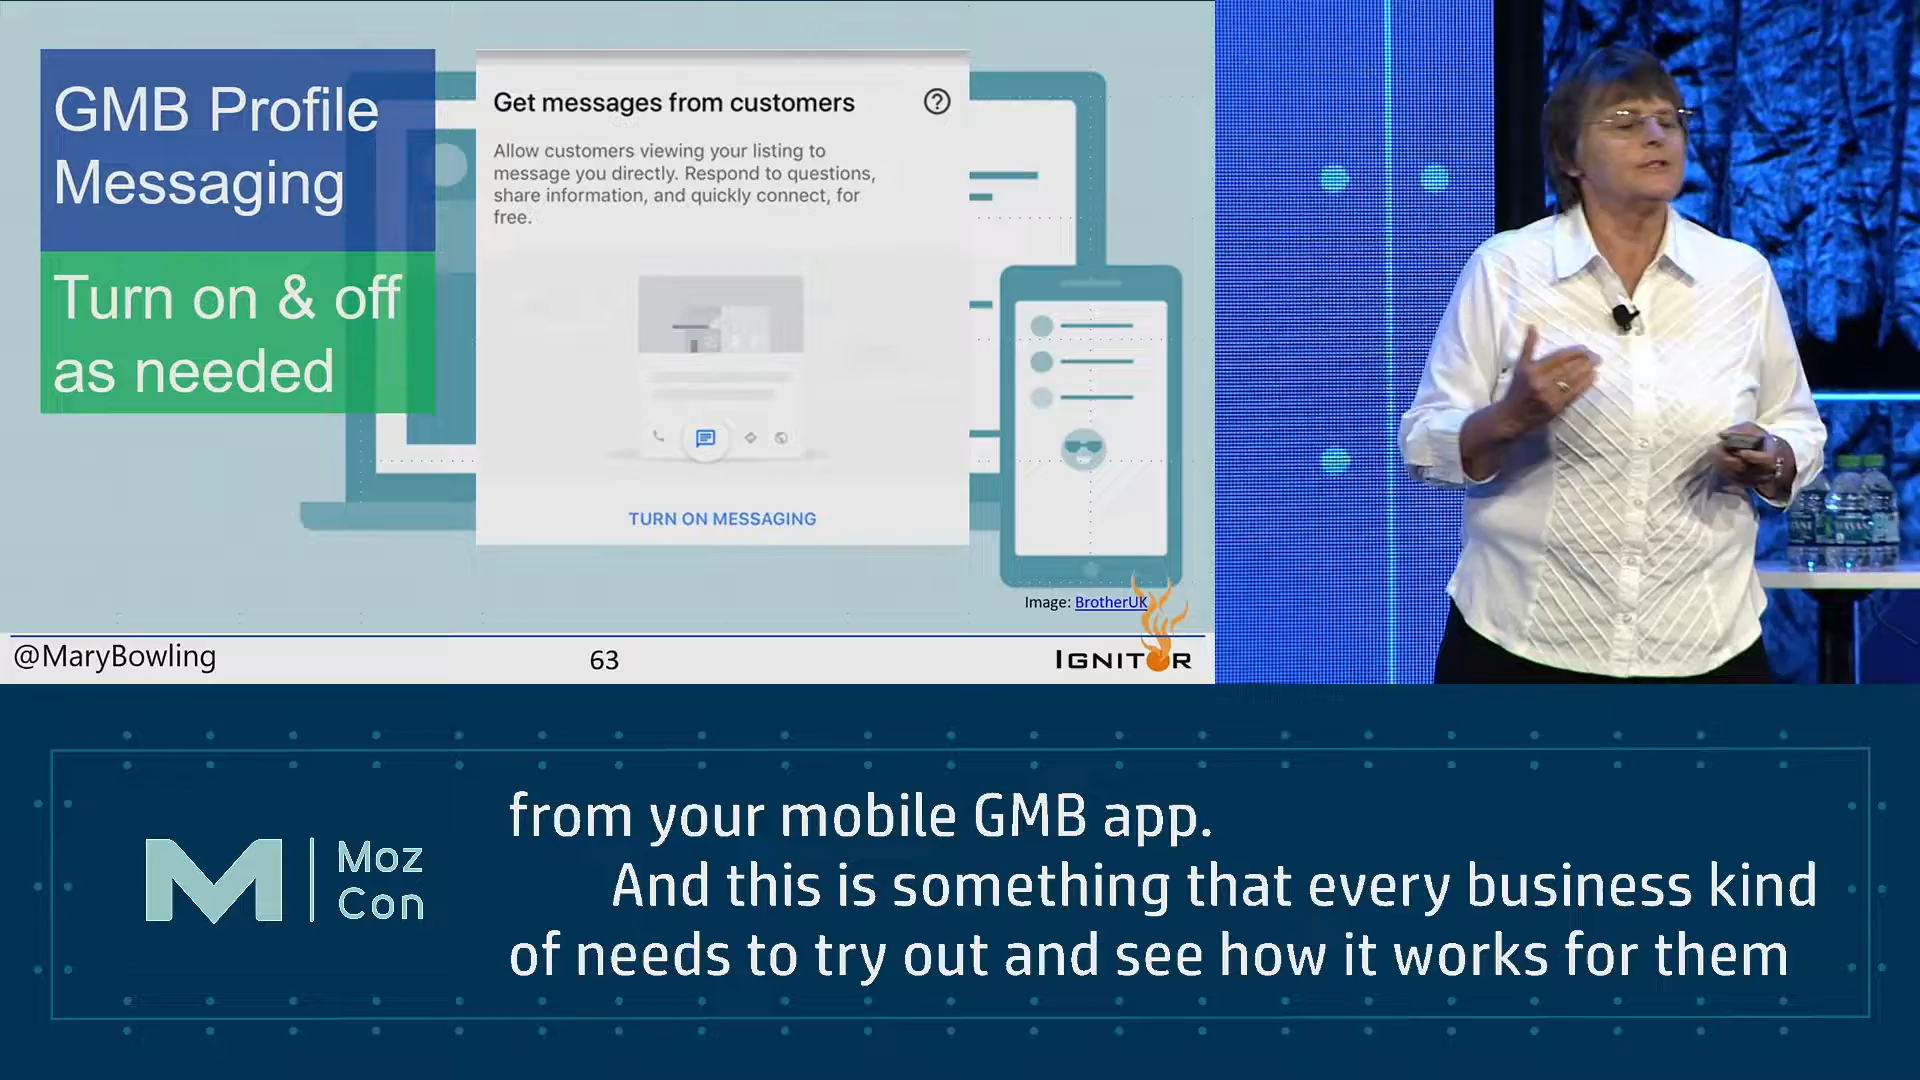 GMB Profile
Messaging
Turn on & off
as needed
Get messages from customers
?
Allow customers viewing your listing to
message you directly. Respond to questions,
share information, and quickly connect, for
free.
TURN ON MESSAGING
Image: BrotherUK
@MaryBowling
63
IGNITOR
Moz
Con
from your mobile GMB app.
And this is something that every business kind
of needs to try out and see how it works for them